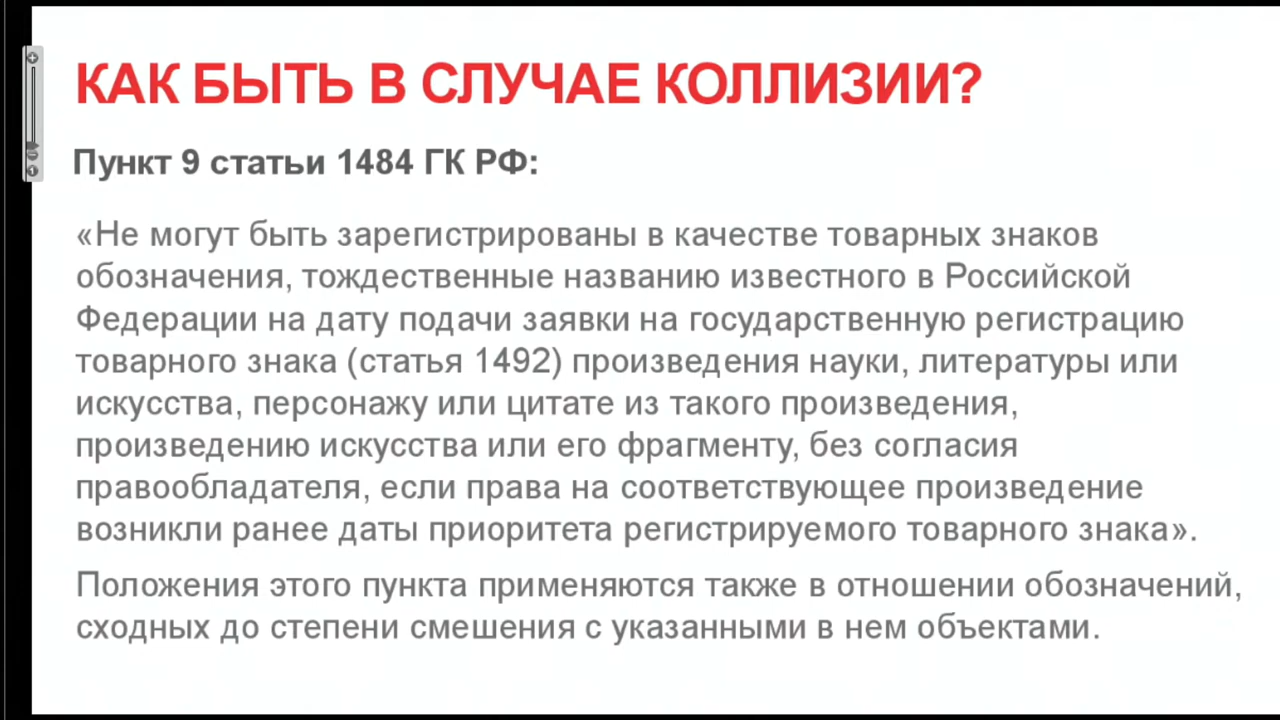 КАК БЫТЬ В СЛУЧАЕ КОЛЛИЗИИ?
Пункт 9 статьи 1484 ГК РФ:
«Не могут быть зарегистрированы в качестве товарных знаков
обозначения, тождественные названию известного в Российской
Федерации на дату подачи заявки на государственную регистрацию
товарного знака (статья 1492) произведения науки, литературы или
искусства, персонажу или цитате из такого произведения,
произведению искусства или его фрагменту, без согласия
правообладателя, если права на соответствующее произведение
возникли ранее даты приоритета регистрируемого товарного знака».
Положения этого пункта применяются также в отношении обозначений,
сходных до степени смешения с указанными в нем объектами.